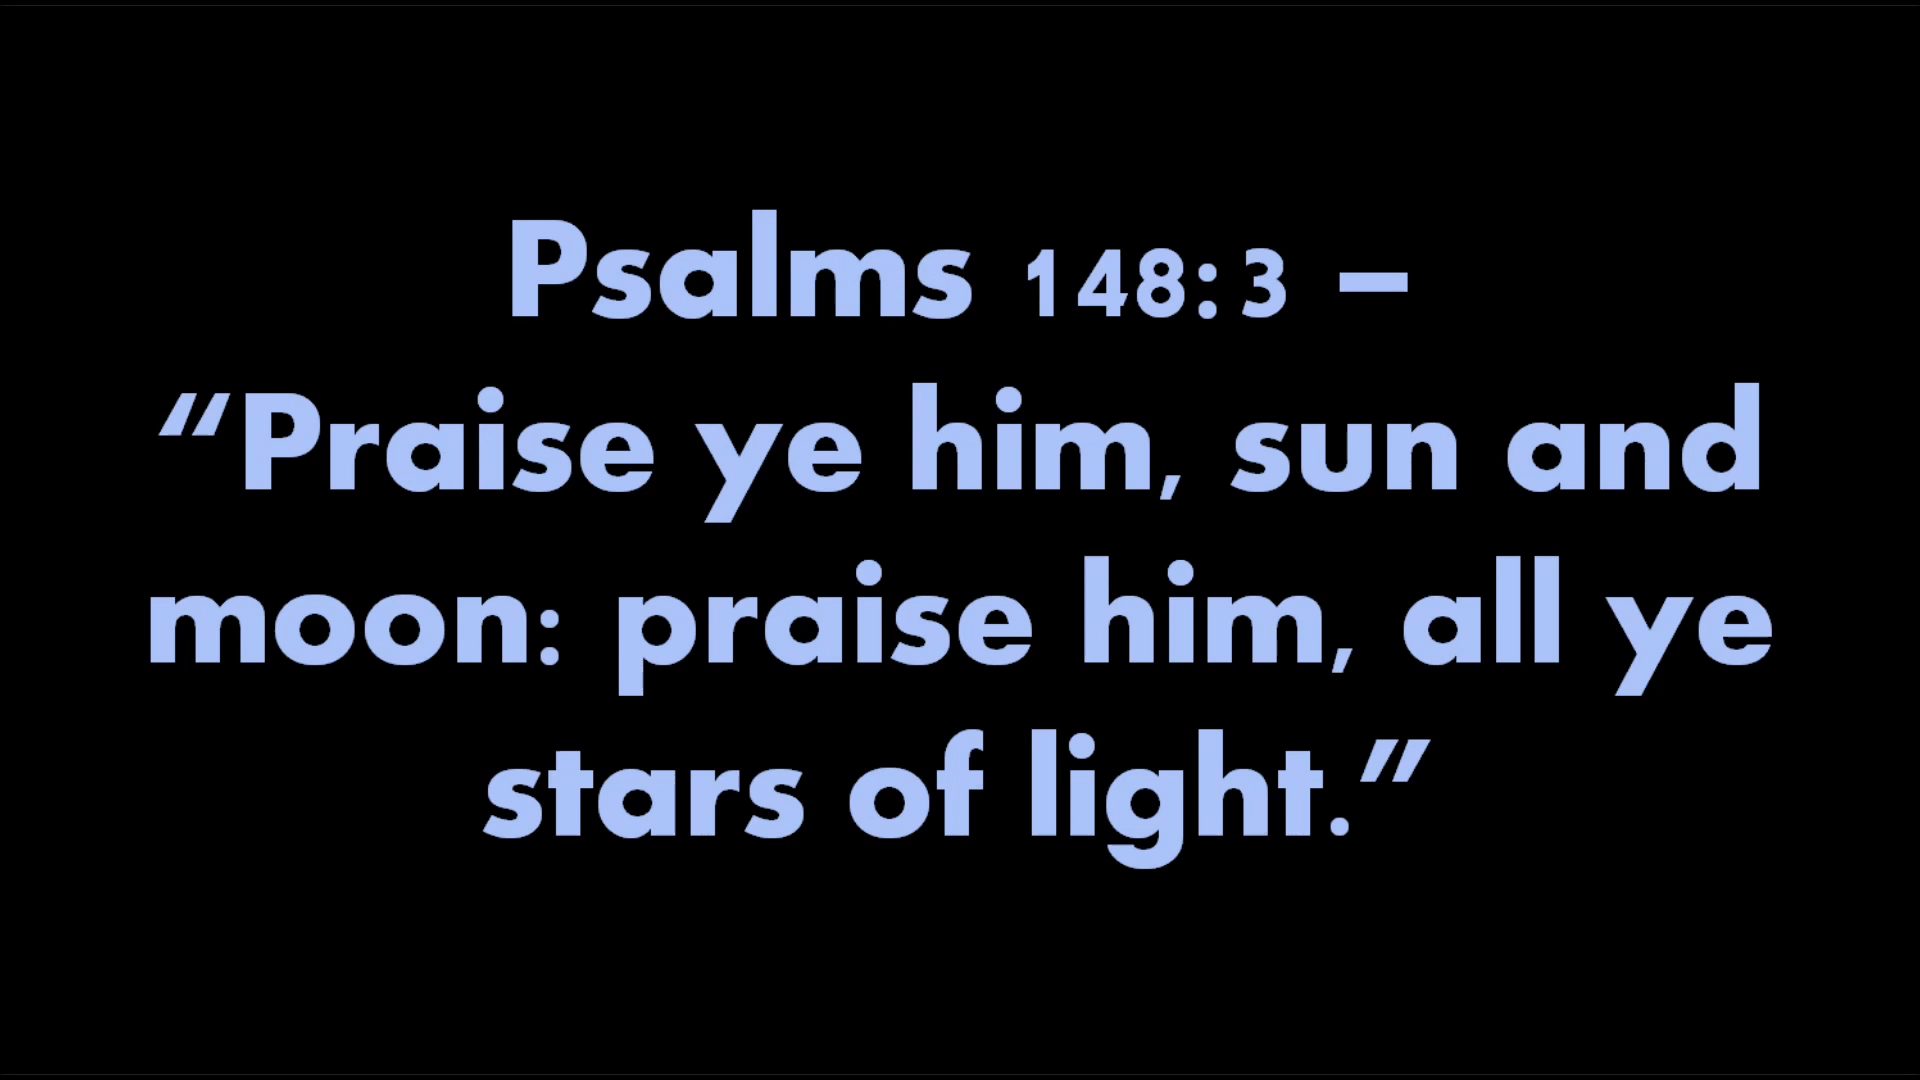 Psalms 148:3 –
“Praise ye him, sun and
moon: praise him, all ye
stars of light.”